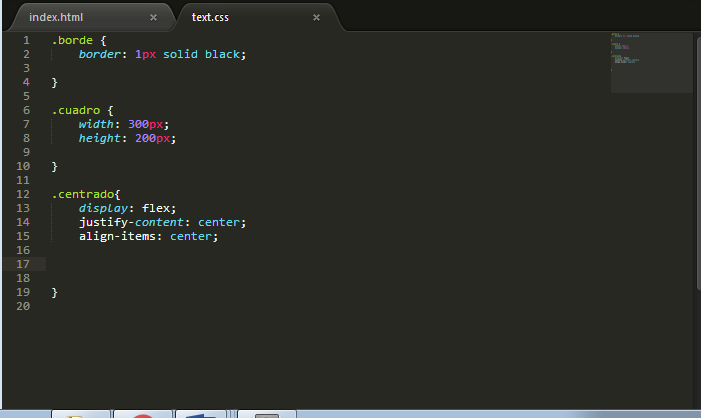 index.html × text.css ×
1 .borde {
2 border: 1px solid black;
3
4 }
5
6 .cuadro {
7 width: 300px;
8 height: 200px;
9
10 }
11
12 .centrado{
13 display: flex;
14 justify-content: center;
15 align-items: center;
16
17
18
19 }
20